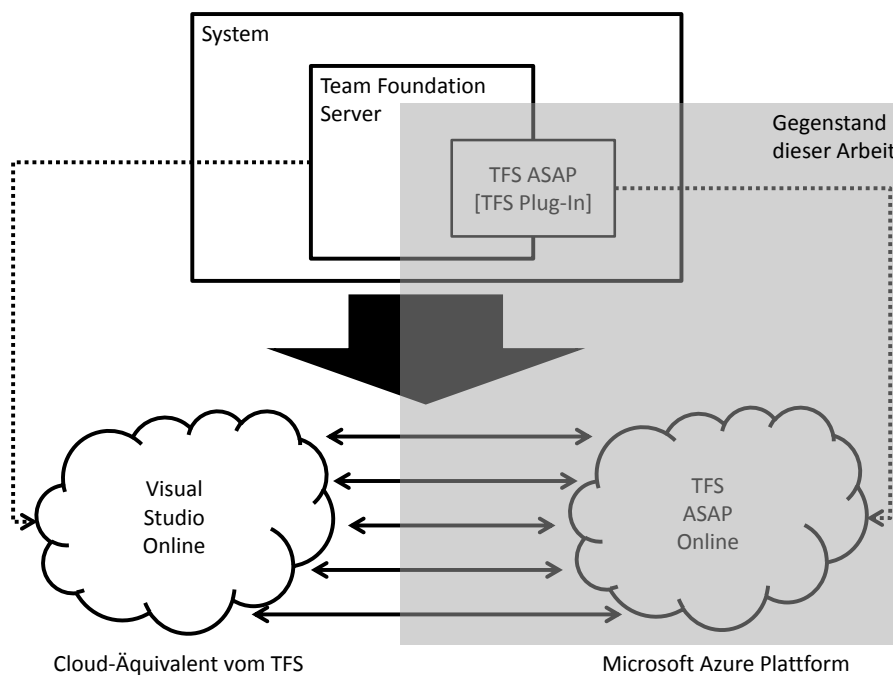 System
Team Foundation
Server
Gegenstand
dieser Arbeit
TFS ASAP
[TFS Plug-In]
Visual
Studio
Online
TFS
ASAP
Online
Cloud-Äquivalent vom TFS
Microsoft Azure Plattform